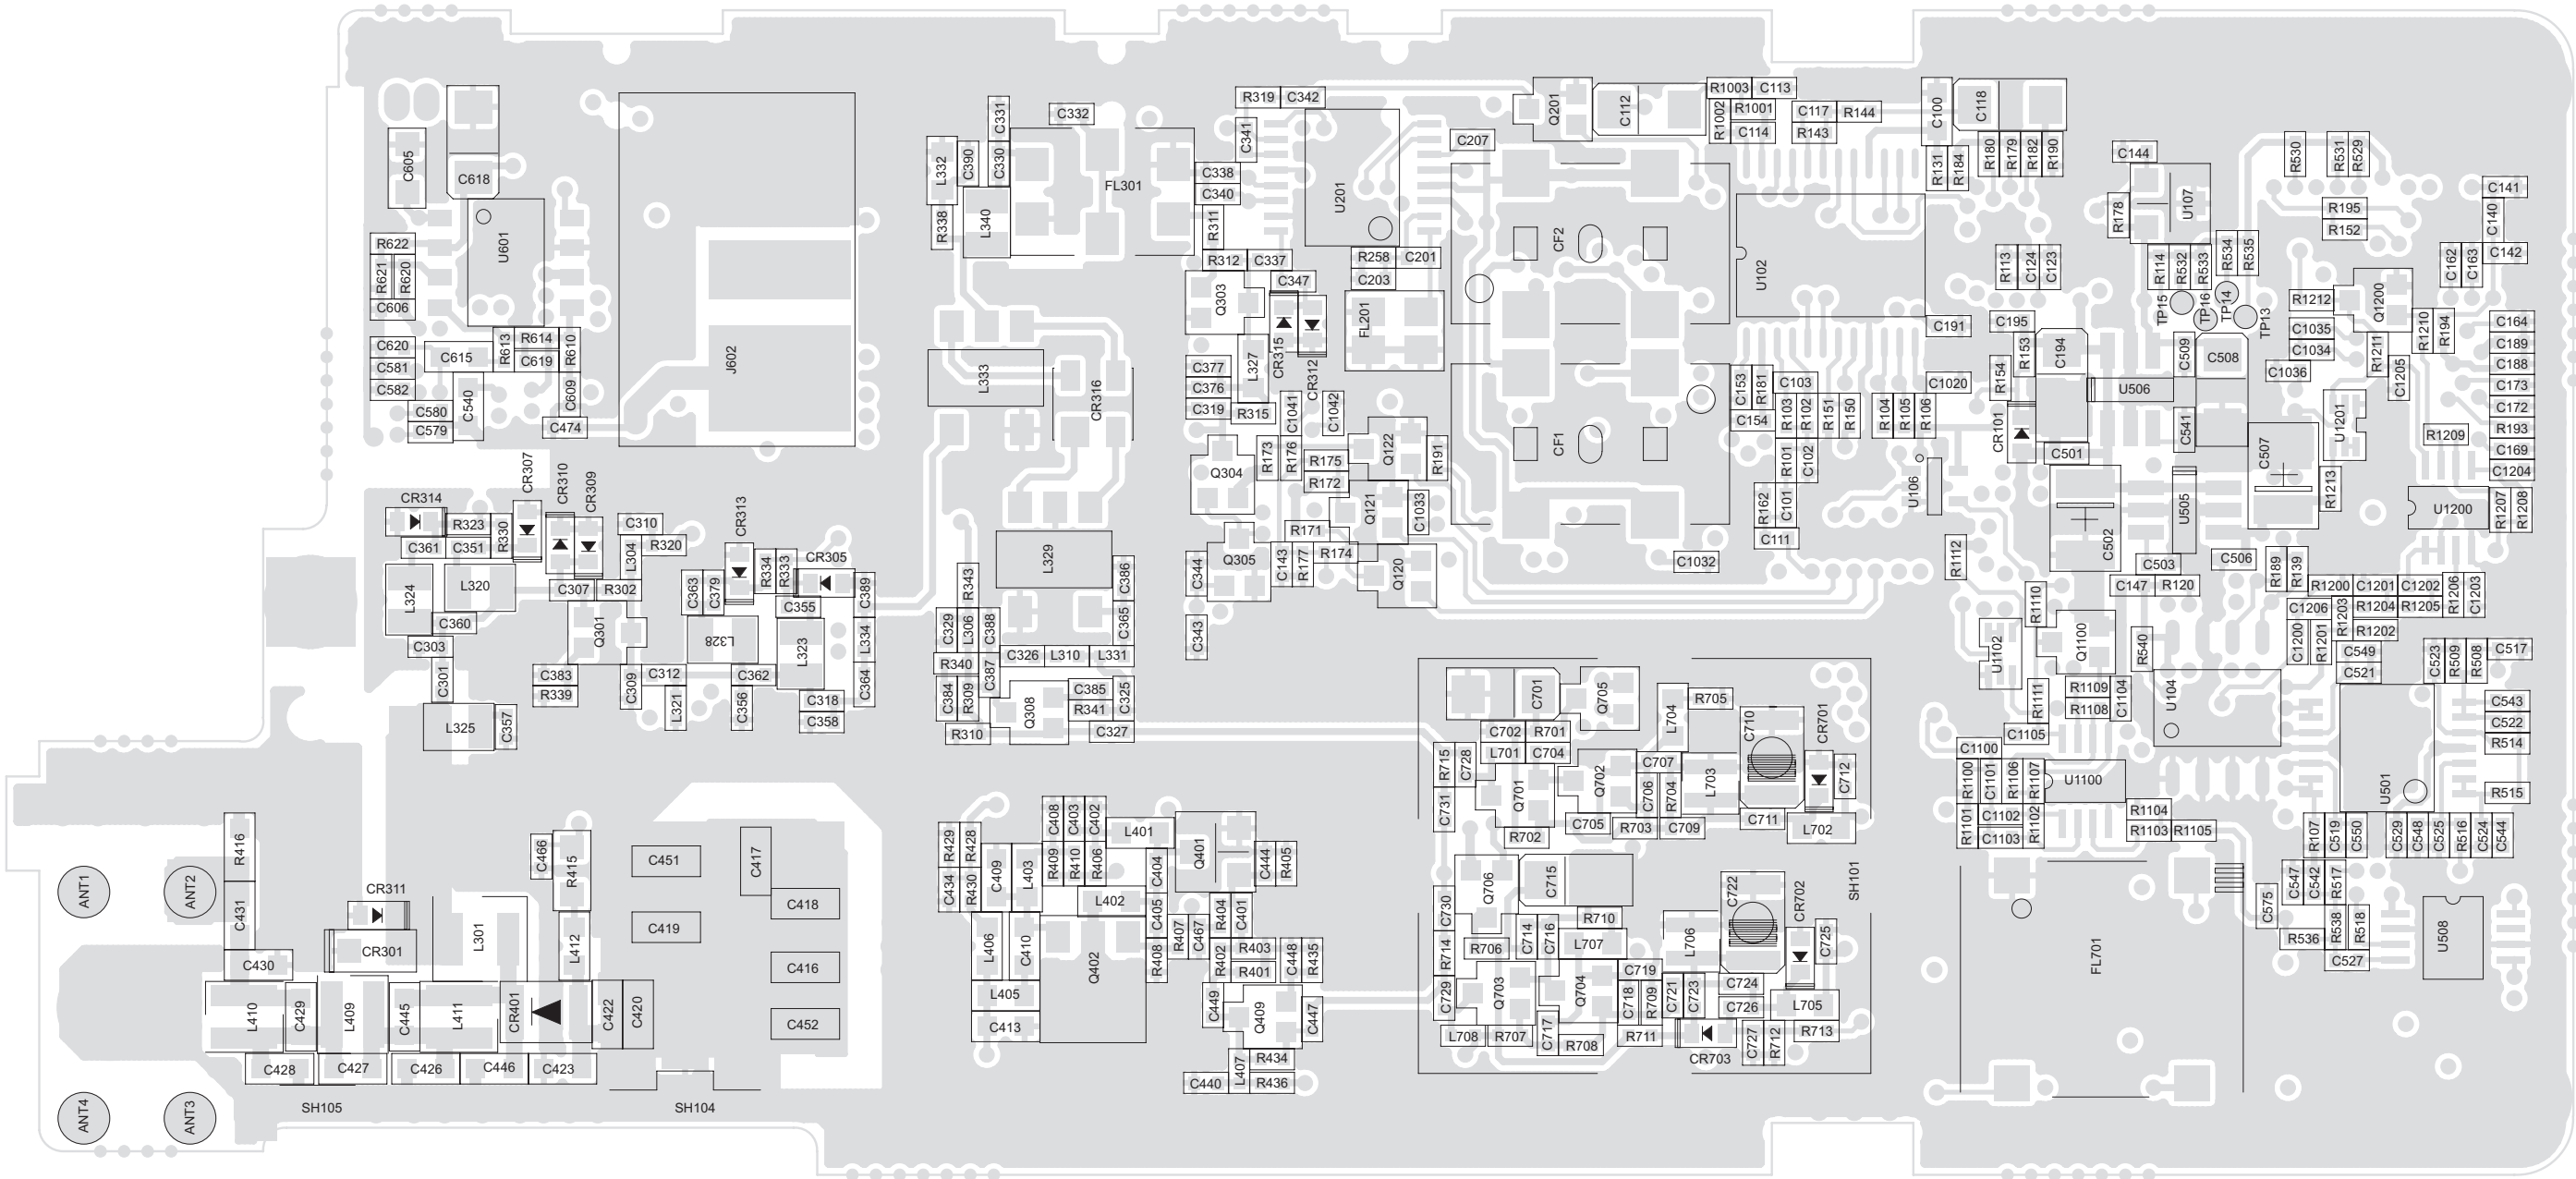 R319 C342
R1003 C113
C331
C332
Q201
C112
R1002 R1001
C117 R144
C100
C118
C341
C114
R143
C207
C605
C618
L332
C390
C330
FL301
C338
C340
U201
R131
R184
R180
R179
R182
R190
C144
R530
R531
R529
C141
R338
L340
R311
R178
U107
R195
R152
C140
R622
U601
R312 C337
R258 C201
CF2
U102
R113
C124
C123
R114
R532
R533
R534
R535
C162
C163
C142
R621
R620
C606
Q303
C347
C203
FL201
TP15
TP16
TP14
TP13
R1212
Q1200
C620
C615
R613
R614
C619
R610
J602
L333
CR316
L327
CR315
CR312
C191
C195
R153
C194
C509
C508
C1035
C1034
R1211
R1210
R194
C164
C189
C581
C582
C580
C579
C540
C609
C474
C377
C376
C319
R315
C1041
C1042
C153
R181
C154
C103
R103
R102
R151
R150
R104
R105
R106
C1020
R154
U506
C1036
C1205
C188
C173
C172
R193
CR307
CR310
CR309
Q304
R173
R176
R175
R172
Q122
R191
CF1
R101
C102
U106
CR101
C501
C541
C507
U1201
R1209
C169
C1204
CR314
R323
R330
C361 C351
C310
L304
R320
CR313
R334
R333
CR305
L329
C386
Q121
C1033
R162
C101
C111
C502
U505
R1213
U1200
R1207
R1208
L324
L320
C307 R302
C363
C379
C355
C389
R343
C344
Q305
R171
C143
R177
R174
Q120
C1032
R1112
C503
C506
R189
R139
C147 R120
R1200 C1201 C1202
R1206
C1203
C360
C303
Q301
L328
L323
L334
C329
L306
C388
C365
C343
R1110
Q1100
U1102
R540
C1206
R1203
R1204 R1205
C1200
R1201
R1202
C301
C383
R339
C309
C312
L321
C362
C356
C318
C358
C364
R340
C387
C326 L310 L331
C549
C521
C523
R509
R508
C517
L325
C357
C384
R309
R310
Q308
C385
R341
C327
C325
C701
Q705
L704
R705
C710
CR701
R1109
R1108
C1104
R1111
C1105
U104
C543
C522
R514
C702 R701
L701 C704
R715
C728
Q701
Q702
C707
C706
R704
L703
C712
C1100
R1100
C1101
R1106
R1107
U1100
U501
R515
C731
R702
C705
R703 C709
C711
L702
R1101
C1102
C1103
R1102
R1104
R1103 R1105
R107
C519
C550
C529
C548
C525
R516
C524
C544
R416
C466
R415
C451
C417
R429
R428
C408
C403
C402
L401
Q401
C444
R405
ANT1
ANT2
C431
CR311
CR301
L301
L412
C418
C419
C434
R430
C409
L403
R409
R410
R406
L402
C404
C405
R404
C401
Q706
C715
C722
CR702
SH101
C547
C542
R517
C575
C730
R710
C430
C416
L406
C410
Q402
R408
R407
C467
R402
R403
R401
C448
R435
R714
R706
C714
C716
L707
L706
C725
FL701
R536
R538
R518
C527
U508
L410
C429
L409
C445
L411
CR401
C422
C420
C452
L405
C413
C449
Q409
C447
C729
Q703
Q704
C719
C718
R709
C721
C723
C724
C726
L705
C428
C427
C426
C446
C423
L407
R434
R436
C440
L708 R707
C717
R708
R711
CR703
C727
R712
R713
ANT4
ANT3
SH105
SH104